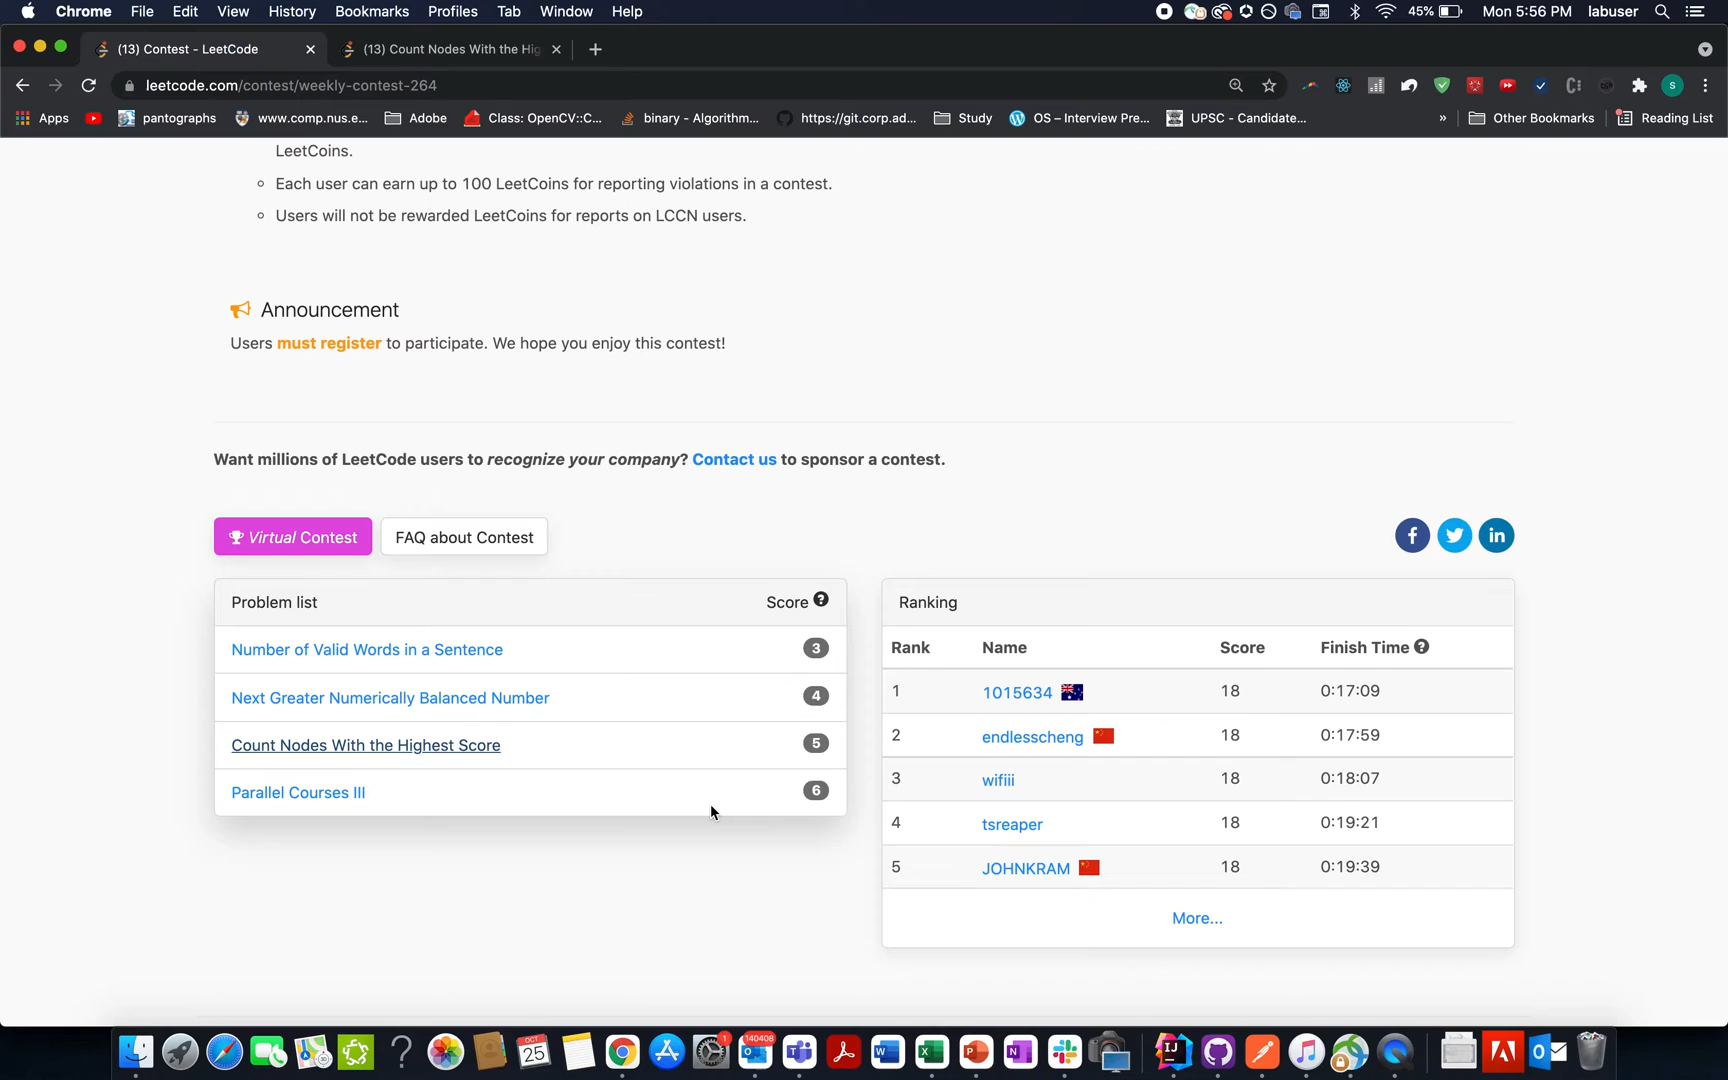 Chrome File Edit View History Bookmarks Profiles Tab Window Help 45% Mon 5:56 PM labuser
(13) Contest - LeetCode (13) Count Nodes With the Hig
leetcode.com/contest/weekly-contest-264
Apps pantographs www.comp.nus.e... Adobe Class: OpenCV::C... binary - Algorithm... https://git.corp.ad... Study OS – Interview Pre... UPSC - Candidate... » Other Bookmarks Reading List
LeetCoins.
Each user can earn up to 100 LeetCoins for reporting violations in a contest.
Users will not be rewarded LeetCoins for reports on LCCN users.
Announcement
Users must register to participate. We hope you enjoy this contest!
Want millions of LeetCode users to recognize your company? Contact us to sponsor a contest.
Virtual Contest FAQ about Contest
Problem list Score
Number of Valid Words in a Sentence 3
Next Greater Numerically Balanced Number 4
Count Nodes With the Highest Score 5
Parallel Courses III 6
Ranking
Rank Name Score Finish Time
1 1015634 18 0:17:09
2 endlesscheng 18 0:17:59
3 wifiii 18 0:18:07
4 tsreaper 18 0:19:21
5 JOHNKRAM 18 0:19:39
More...
OCT 25 1 140408